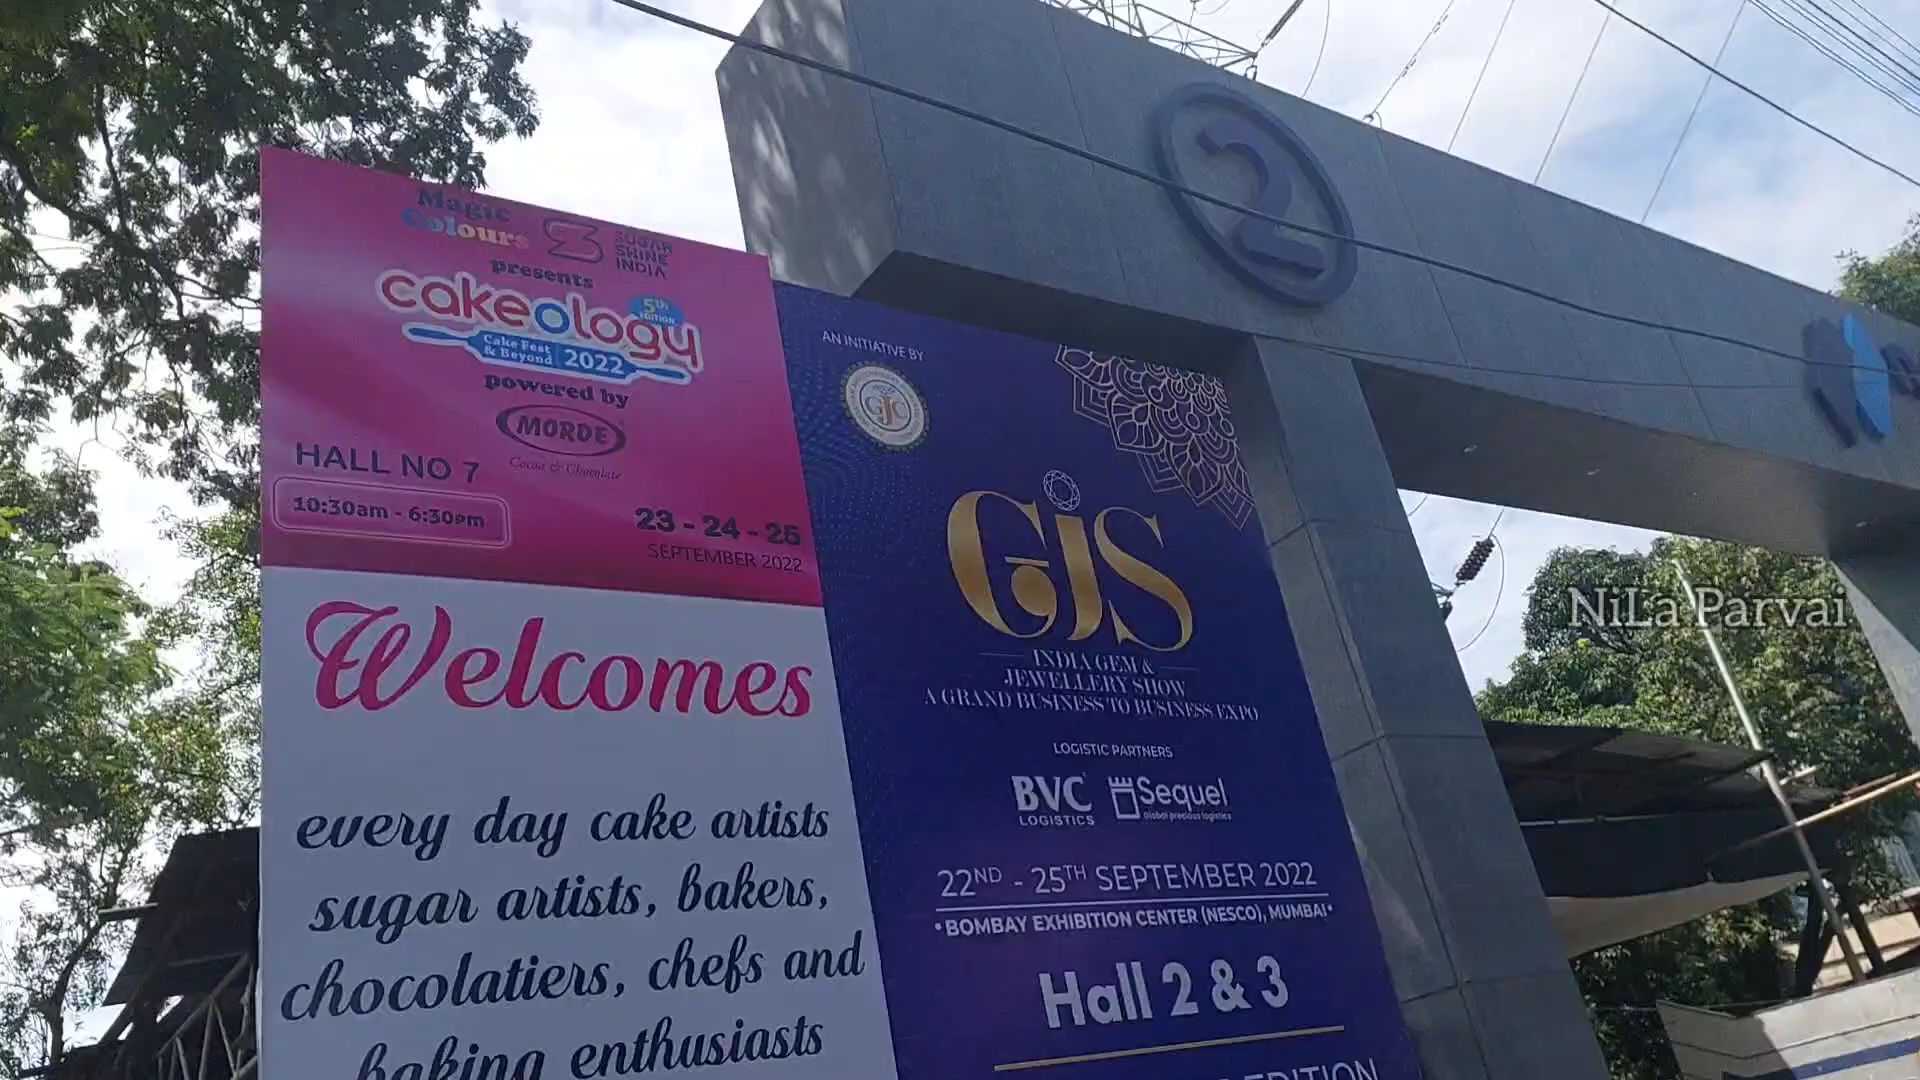 Magic
Colours
SUGAR
SHINE
INDIA
presents
cakeology
5th
EDITION
Cake Fest
& Beyond 2022
powered by
MORDE
Cocoa & Chocolate
HALL NO 7
10:30am - 6:30pm
23 - 24 - 25
SEPTEMBER 2022
Welcomes
every day cake artists
sugar artists, bakers,
chocolatiers, chefs and
baking enthusiasts
AN INITIATIVE BY
GJC
GJS
INDIA GEM &
JEWELLERY SHOW
A GRAND BUSINESS TO BUSINESS EXPO
LOGISTIC PARTNERS
BVC
LOGISTICS
Sequel
Global precious logistics
22ND - 25TH SEPTEMBER 2022
•BOMBAY EXHIBITION CENTER (NESCO), MUMBAI•
Hall 2 & 3
EDITION
2
NiLa Parvai